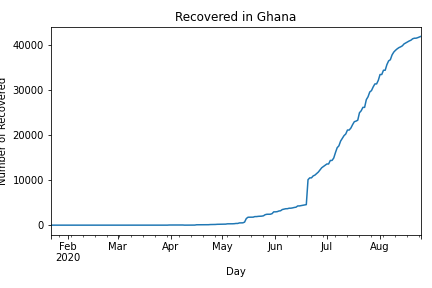 Recovered in Ghana
Number of Recovered
40000
30000
20000
10000
0
Feb
2020
Mar
Apr
May
Jun
Jul
Aug
Day